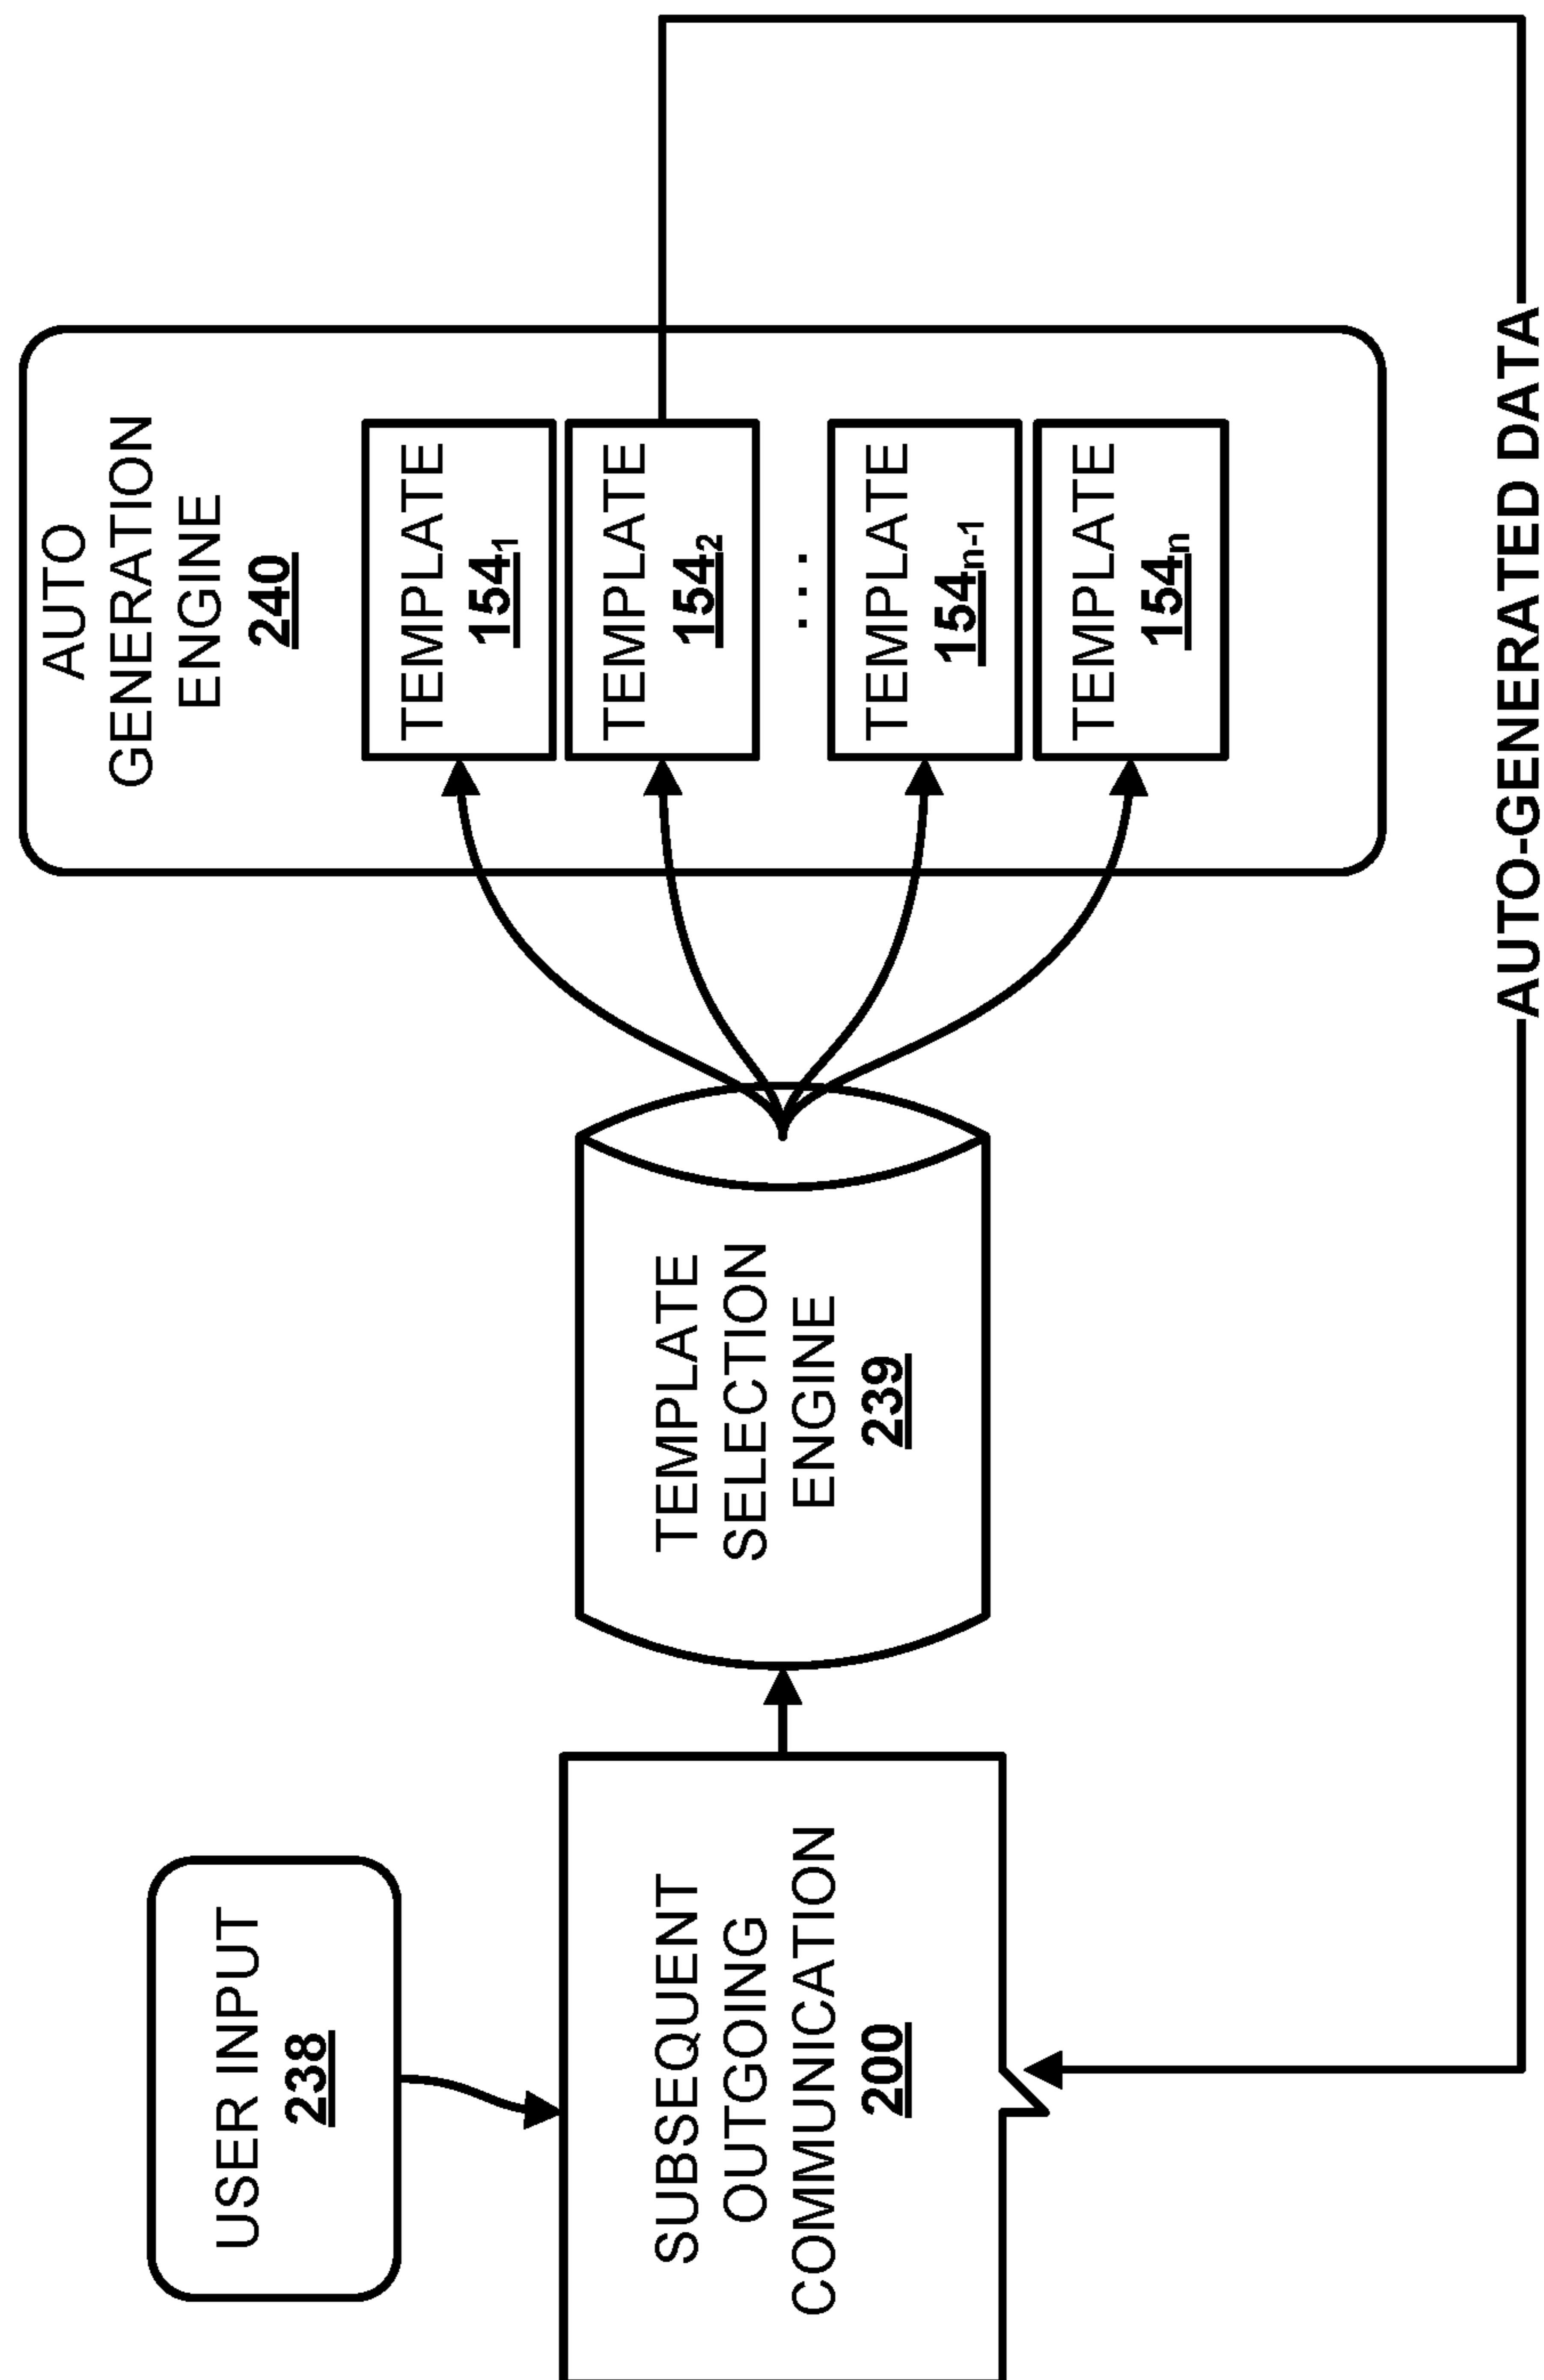 USER INPUT
238
SUBSEQUENT
OUTGOING
COMMUNICATION
200
TEMPLATE
SELECTION
ENGINE
239
AUTO
GENERATION
ENGINE
240
TEMPLATE
154₁
TEMPLATE
154₂
...
TEMPLATE
154ₙ₋₁
TEMPLATE
154ₙ
AUTO-GENERATED DATA